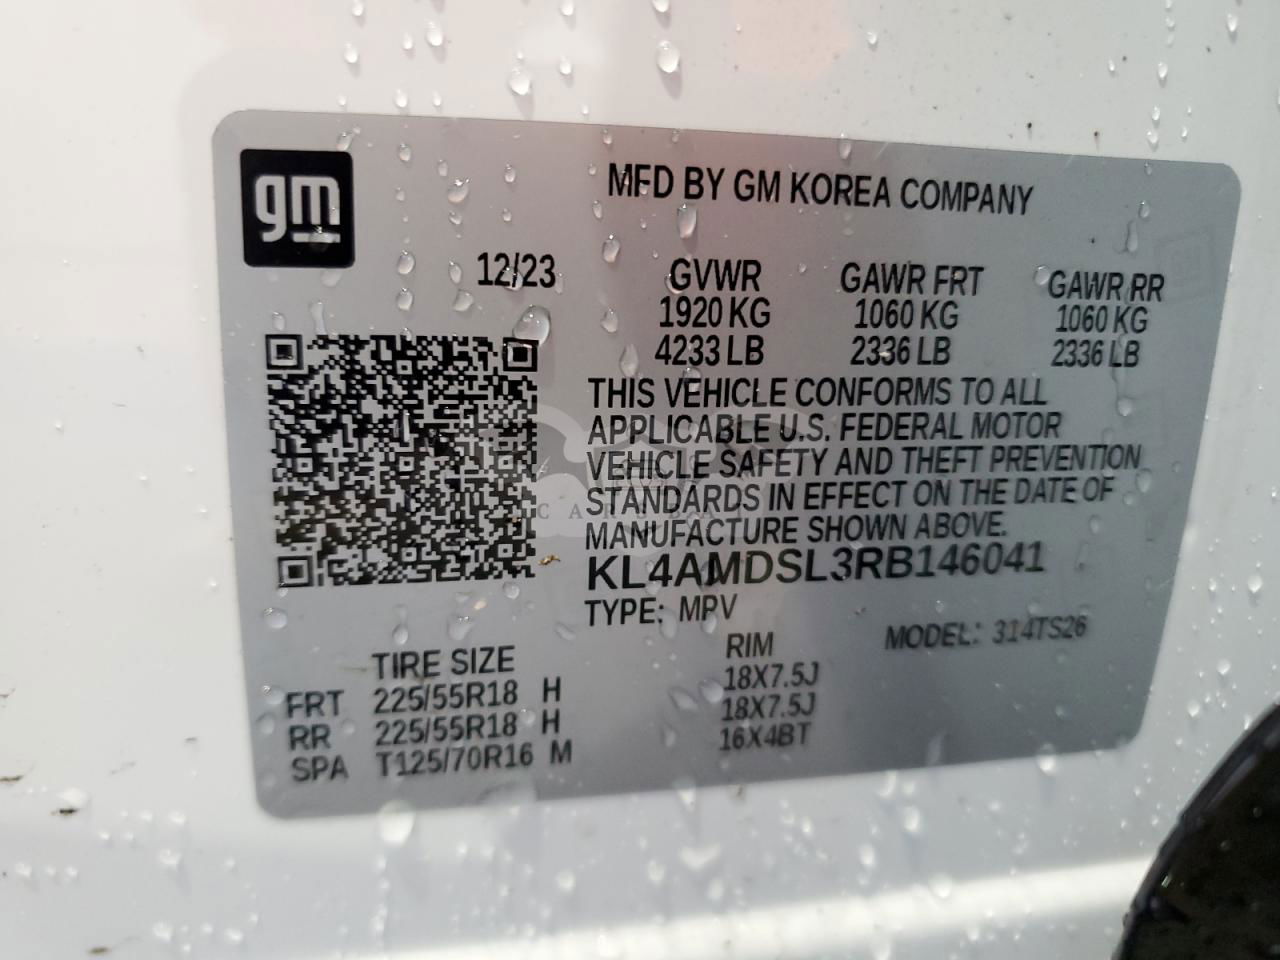 gm
MFD BY GM KOREA COMPANY
12/23
GVWR GAWR FRT GAWR RR
1920 KG 1060 KG 1060 KG
4233 LB 2336 LB 2336 LB
THIS VEHICLE CONFORMS TO ALL
APPLICABLE U.S. FEDERAL MOTOR
VEHICLE SAFETY AND THEFT PREVENTION
STANDARDS IN EFFECT ON THE DATE OF
MANUFACTURE SHOWN ABOVE.
KL4AMDSL3RB146041
TYPE: MPV
MODEL: 314TS26
TIRE SIZE RIM
FRT 225/55R18 H 18X7.5J
RR 225/55R18 H 18X7.5J
SPA T125/70R16 M 16X4BT